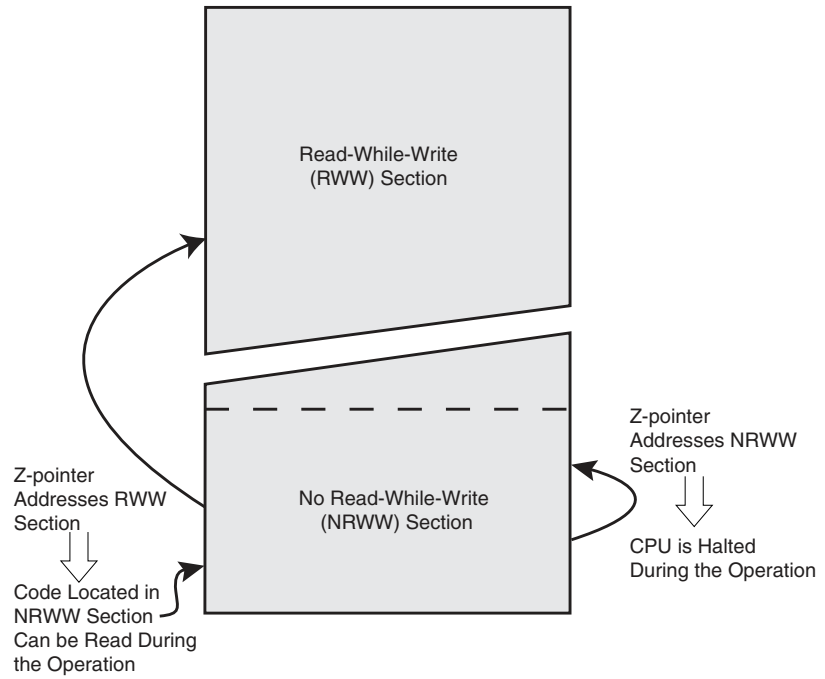 Read-While-Write
(RWW) Section
Z-pointer
Addresses NRWW
Section
CPU is Halted
During the Operation
No Read-While-Write
(NRWW) Section
Z-pointer
Addresses RWW
Section
Code Located in
NRWW Section
Can be Read During
the Operation